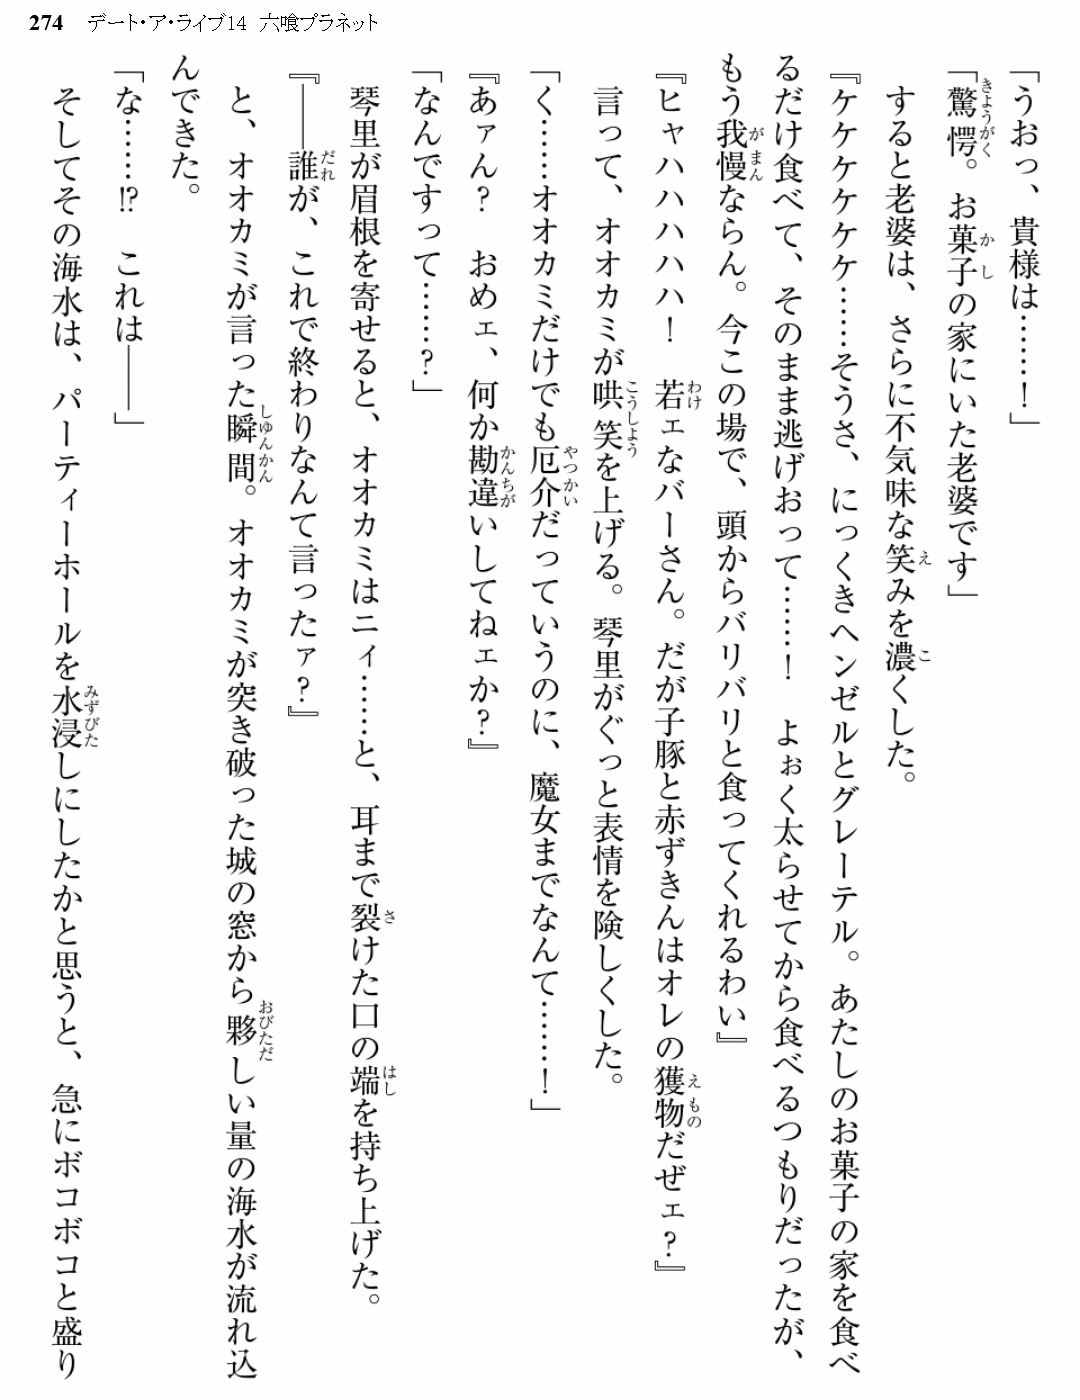 274 デート・ア・ライブ14 六喰プラネット
「うおっ、貴様は……！」
「驚愕。お菓子の家にいた老婆です」
すると老婆は、さらに不気味な笑みを濃くした。
『ケケケケケケ……そうさ、にっくきヘンゼルとグレーテル。あたしのお菓子の家を食べ
るだけ食べて、そのまま逃げおって……！　よぉく太らせてから食べるつもりだったが、
もう我慢ならん。今この場で、頭からバリバリと食ってくれるわい』
『ヒャハハハハハ！　若ェなバーさん。だが子豚と赤ずきんはオレの獲物だぜェ？』
言って、オオカミが哄笑を上げる。琴里がぐっと表情を険しくした。
「く……オオカミだけでも厄介だっていうのに、魔女までなんて……！」
『あァん？　おめェ、何か勘違いしてねェか？』
「なんですって……？」
琴里が眉根を寄せると、オオカミはニィ……と、耳まで裂けた口の端を持ち上げた。
『――誰が、これで終わりなんて言ったァ？』
と、オオカミが言った瞬間。オオカミが突き破った城の窓から夥しい量の海水が流れ込
んできた。
「な……!?　これは――」
そしてその海水は、パーティーホールを水浸しにしたかと思うと、急にボコボコと盛り